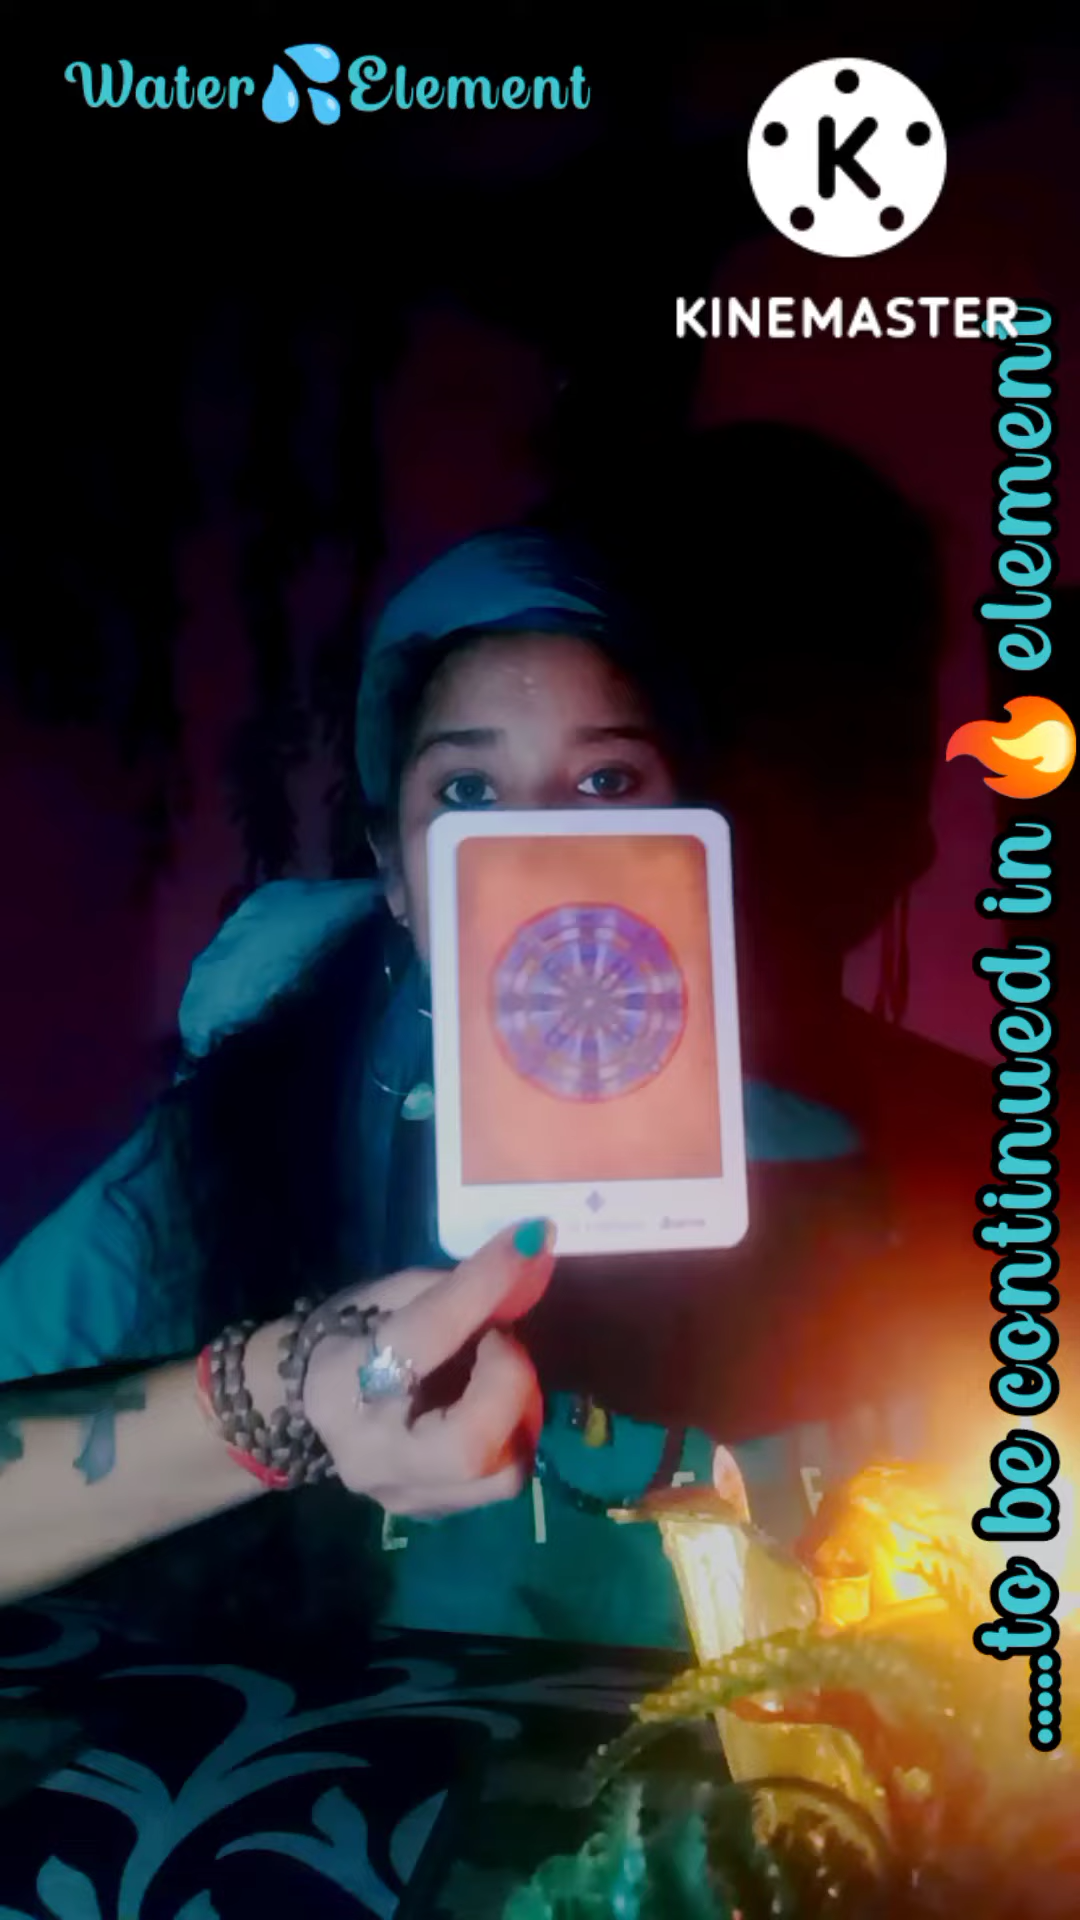 Water💦Element
K
KINEMASTER
.....to be continued in 🔥 element